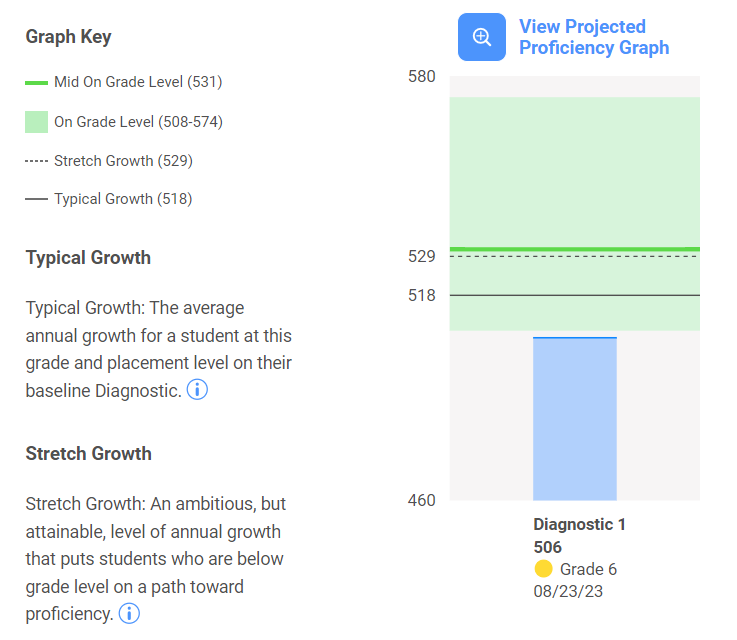 Graph Key
Mid On Grade Level (531)
On Grade Level (508-574)
Stretch Growth (529)
Typical Growth (518)
Typical Growth
Typical Growth: The average
annual growth for a student at this
grade and placement level on their
baseline Diagnostic. i
Stretch Growth
Stretch Growth: An ambitious, but
attainable, level of annual growth
that puts students who are below
grade level on a path toward
proficiency. i
View Projected
Proficiency Graph
580
529
518
460
Diagnostic 1
506
Grade 6
08/23/23